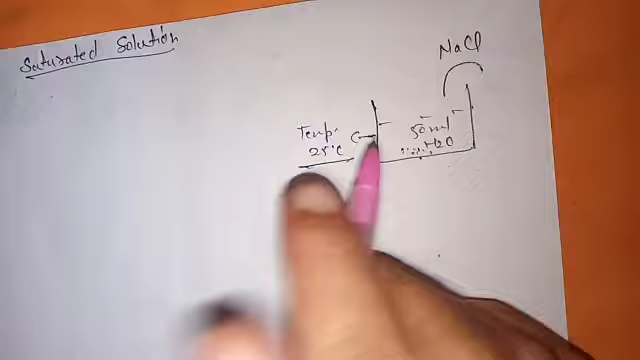 Saturated Solution
NaCl
Temp.
25°C
50ml
H2O